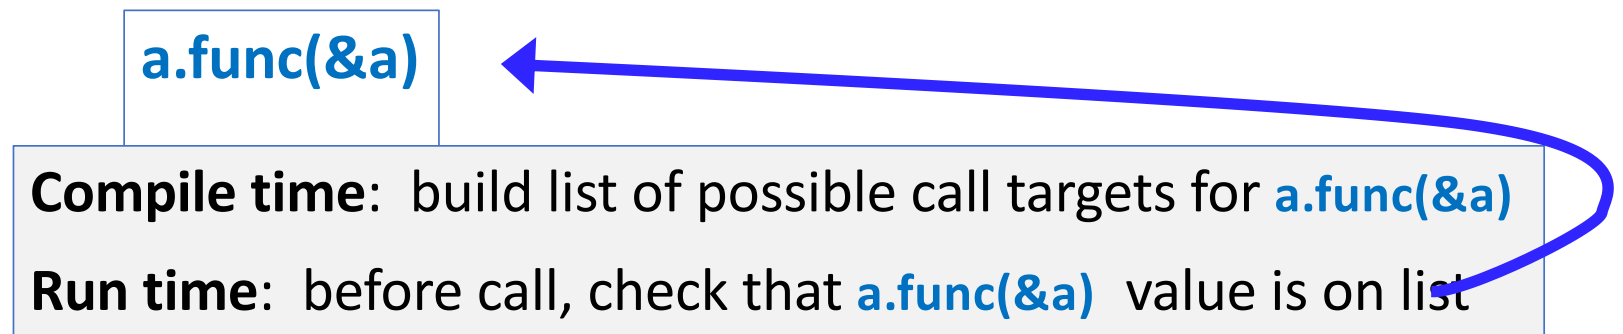 a.func(&a)
Compile time:  build list of possible call targets for a.func(&a)
Run time:  before call, check that a.func(&a)  value is on list